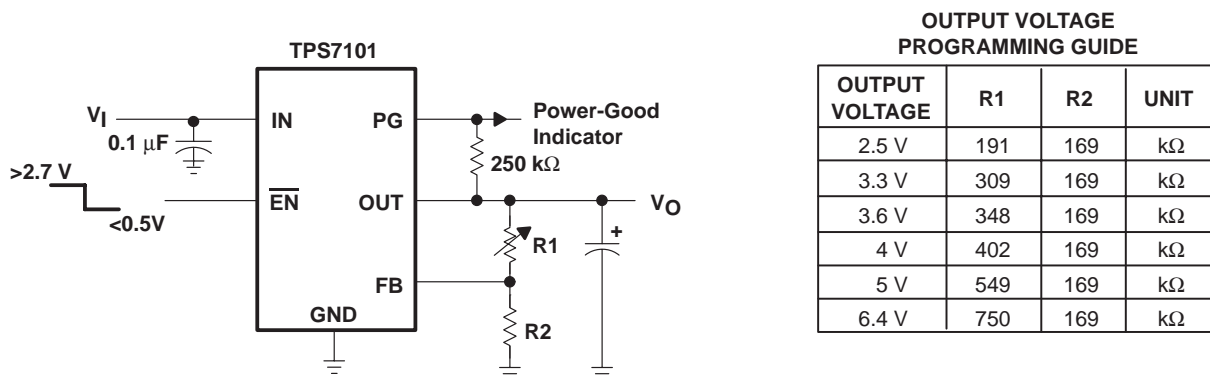 TPS7101
V_I
0.1 μF
>2.7 V
<0.5V
IN
PG
EN
OUT
FB
GND
Power-Good
Indicator
250 kΩ
V_O
+
R1
R2
OUTPUT VOLTAGE
PROGRAMMING GUIDE
OUTPUT VOLTAGE R1 R2 UNIT
2.5 V 191 169 kΩ
3.3 V 309 169 kΩ
3.6 V 348 169 kΩ
4 V 402 169 kΩ
5 V 549 169 kΩ
6.4 V 750 169 kΩ